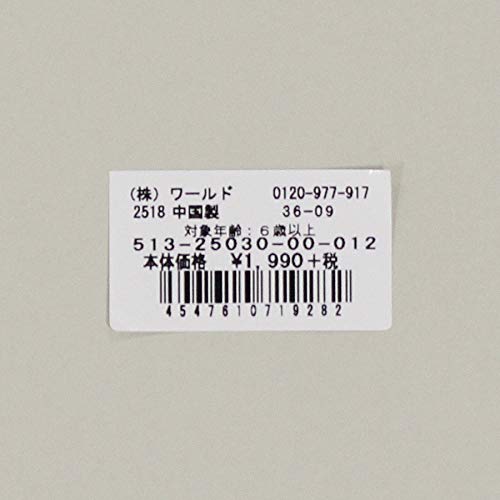 (株) ワールド 0120-977-917
2518 中国製 36-09
対象年齢:6歳以上
513-25030-00-012
本体価格 ¥1,990+税
4547610719282